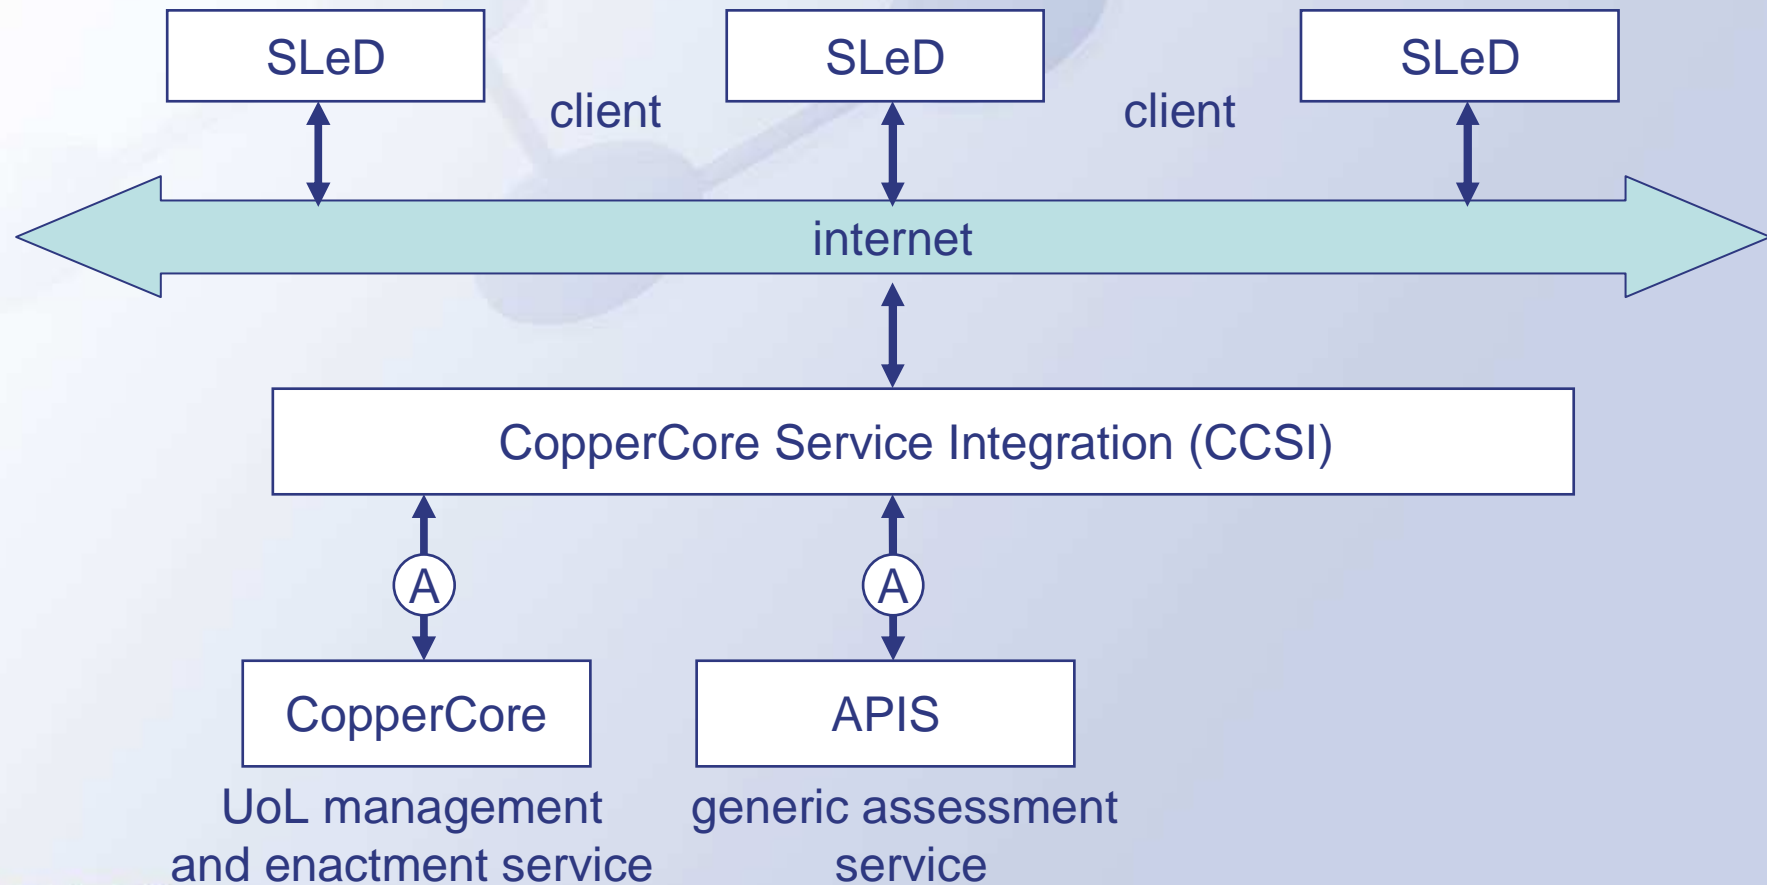 SLeD
SLeD
SLeD
client
client
internet
CopperCore Service Integration (CCSI)
A
A
CopperCore
APIS
UoL management
and enactment service
generic assessment
service